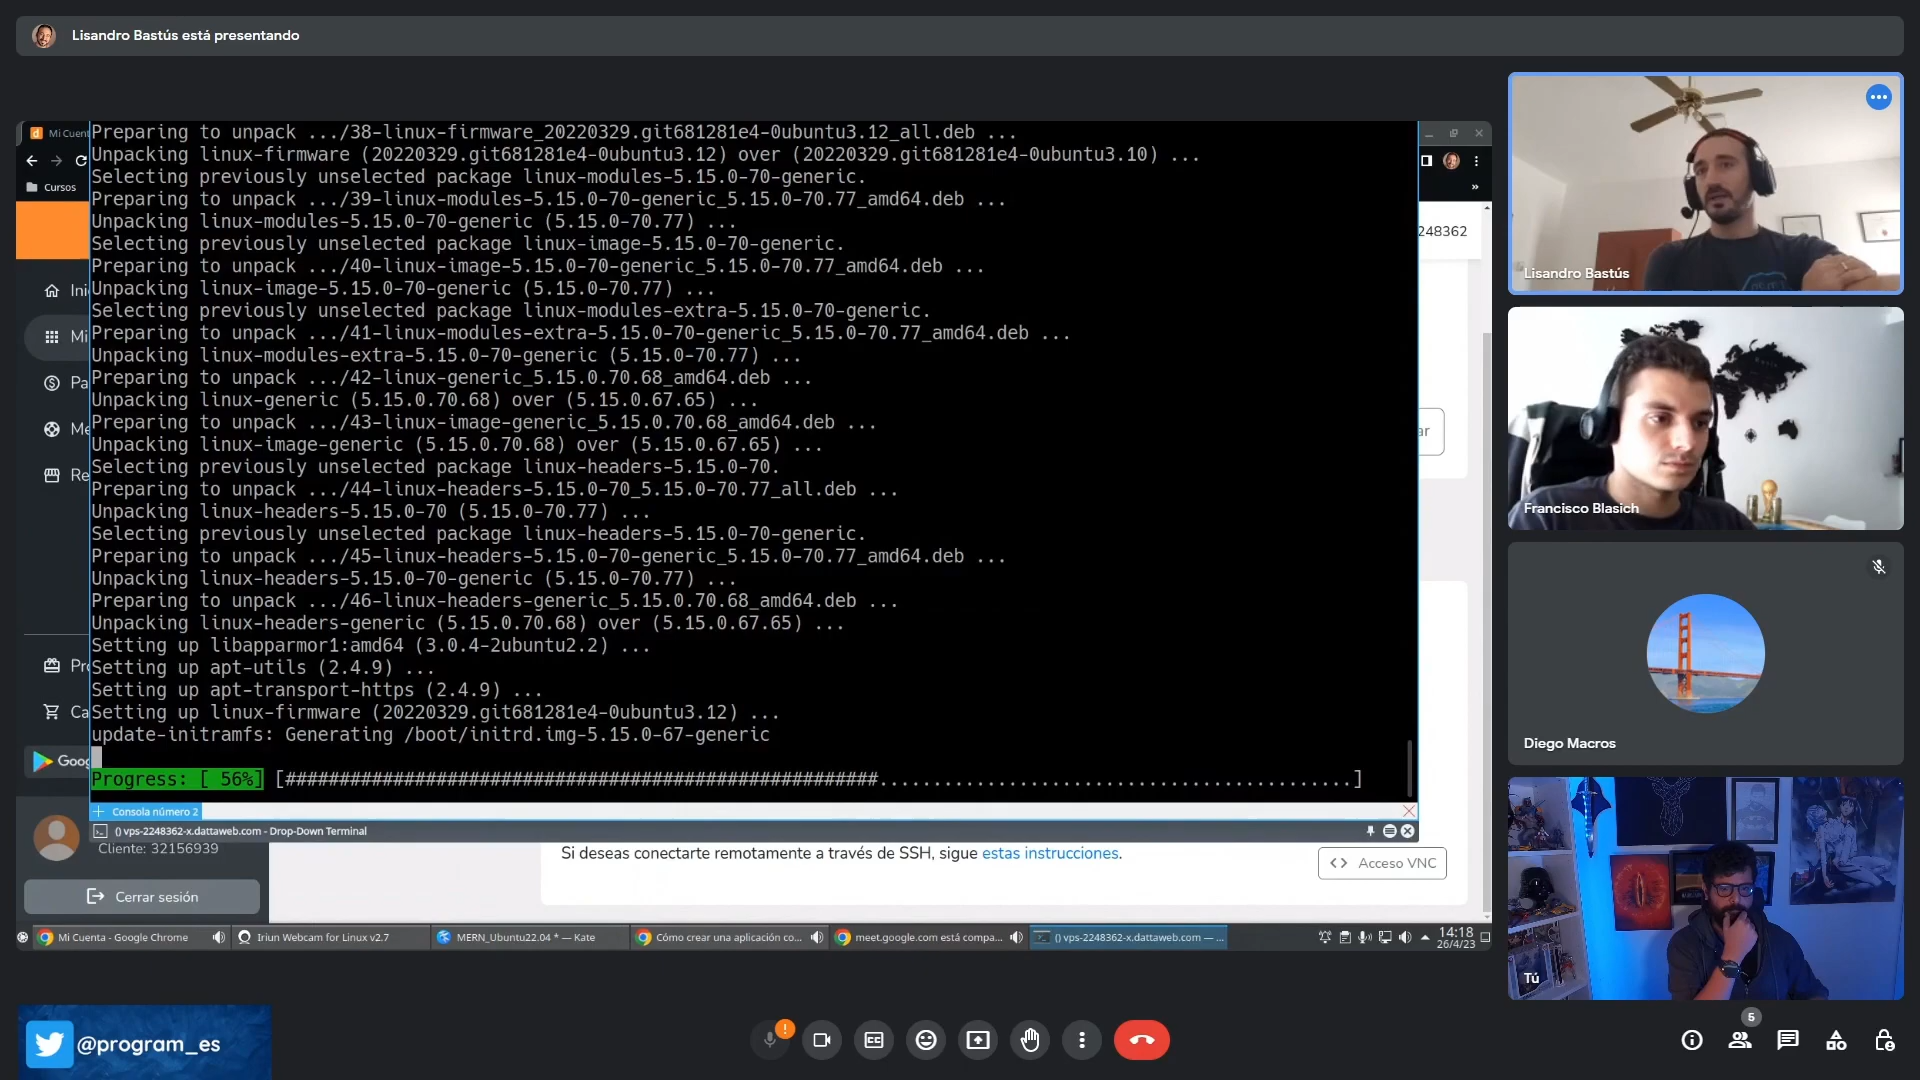 Lisandro Bastús está presentando
Mi Cuent
Cursos
Ini
Mi
Pa
Me
Re
Pro
Ca
Goog
Preparing to unpack .../38-linux-firmware_20220329.git681281e4-0ubuntu3.12_all.deb ...
Unpacking linux-firmware (20220329.git681281e4-0ubuntu3.12) over (20220329.git681281e4-0ubuntu3.10) ...
Selecting previously unselected package linux-modules-5.15.0-70-generic.
Preparing to unpack .../39-linux-modules-5.15.0-70-generic_5.15.0-70.77_amd64.deb ...
Unpacking linux-modules-5.15.0-70-generic (5.15.0-70.77) ...
Selecting previously unselected package linux-image-5.15.0-70-generic.
Preparing to unpack .../40-linux-image-5.15.0-70-generic_5.15.0-70.77_amd64.deb ...
Unpacking linux-image-5.15.0-70-generic (5.15.0-70.77) ...
Selecting previously unselected package linux-modules-extra-5.15.0-70-generic.
Preparing to unpack .../41-linux-modules-extra-5.15.0-70-generic_5.15.0-70.77_amd64.deb ...
Unpacking linux-modules-extra-5.15.0-70-generic (5.15.0-70.77) ...
Preparing to unpack .../42-linux-generic_5.15.0.70.68_amd64.deb ...
Unpacking linux-generic (5.15.0.70.68) over (5.15.0.67.65) ...
Preparing to unpack .../43-linux-image-generic_5.15.0.70.68_amd64.deb ...
Unpacking linux-image-generic (5.15.0.70.68) over (5.15.0.67.65) ...
Selecting previously unselected package linux-headers-5.15.0-70.
Preparing to unpack .../44-linux-headers-5.15.0-70_5.15.0-70.77_all.deb ...
Unpacking linux-headers-5.15.0-70 (5.15.0-70.77) ...
Selecting previously unselected package linux-headers-5.15.0-70-generic.
Preparing to unpack .../45-linux-headers-5.15.0-70-generic_5.15.0-70.77_amd64.deb ...
Unpacking linux-headers-5.15.0-70-generic (5.15.0-70.77) ...
Preparing to unpack .../46-linux-headers-generic_5.15.0.70.68_amd64.deb ...
Unpacking linux-headers-generic (5.15.0.70.68) over (5.15.0.67.65) ...
Setting up libapparmor1:amd64 (3.0.4-2ubuntu2.2) ...
Setting up apt-utils (2.4.9) ...
Setting up apt-transport-https (2.4.9) ...
Setting up linux-firmware (20220329.git681281e4-0ubuntu3.12) ...
update-initramfs: Generating /boot/initrd.img-5.15.0-67-generic
Progress: [ 56%] [#######################################################............................................]
Consola número 2
() vps-2248362-x.dattaweb.com - Drop-Down Terminal
248362
ar
Cliente: 32156939
Cerrar sesión
Si deseas conectarte remotamente a través de SSH, sigue estas instrucciones.
<> Acceso VNC
Mi Cuenta - Google Chrome
Iriun Webcam for Linux v2.7
MERN_Ubuntu22.04 * — Kate
Cómo crear una aplicación co...
meet.google.com está compa...
() vps-2248362-x.dattaweb.com — ...
14:18
26/4/23
Lisandro Bastús
Francisco Blasich
Diego Macros
Tú
@program_es
5